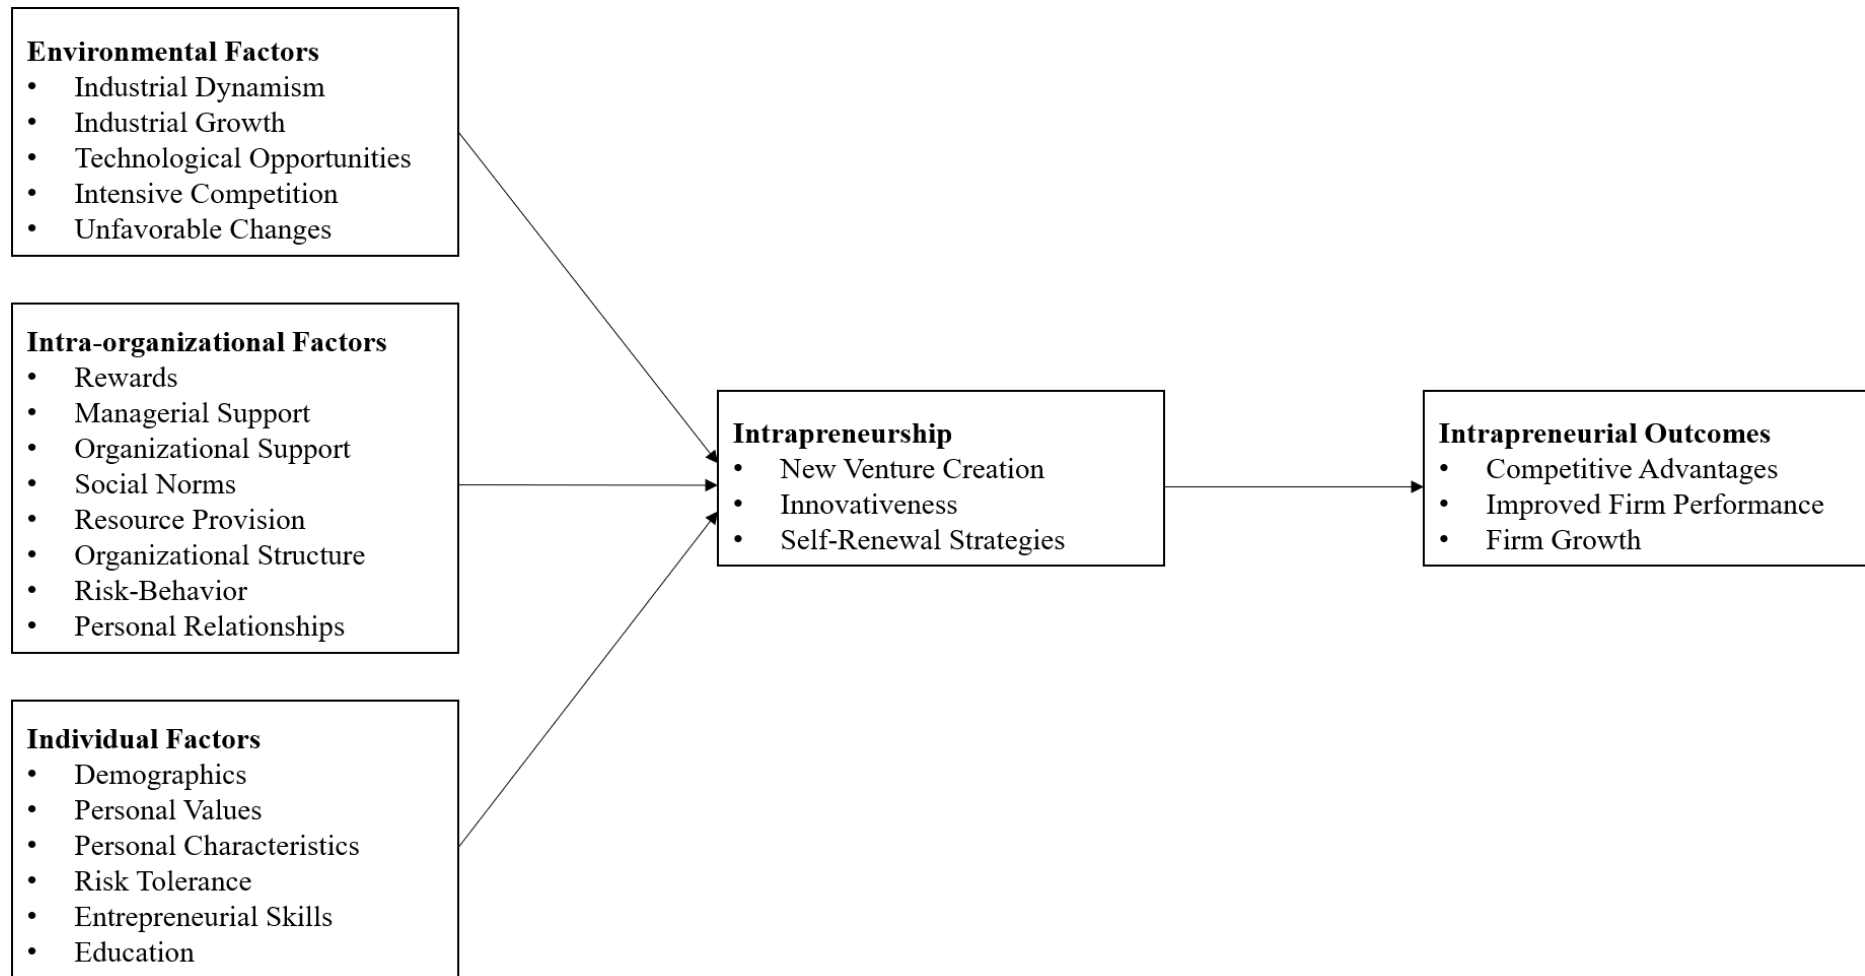 Environmental Factors
• Industrial Dynamism
• Industrial Growth
• Technological Opportunities
• Intensive Competition
• Unfavorable Changes
Intra-organizational Factors
• Rewards
• Managerial Support
• Organizational Support
• Social Norms
• Resource Provision
• Organizational Structure
• Risk-Behavior
• Personal Relationships
Individual Factors
• Demographics
• Personal Values
• Personal Characteristics
• Risk Tolerance
• Entrepreneurial Skills
• Education
Intrapreneurship
• New Venture Creation
• Innovativeness
• Self-Renewal Strategies
Intrapreneurial Outcomes
• Competitive Advantages
• Improved Firm Performance
• Firm Growth